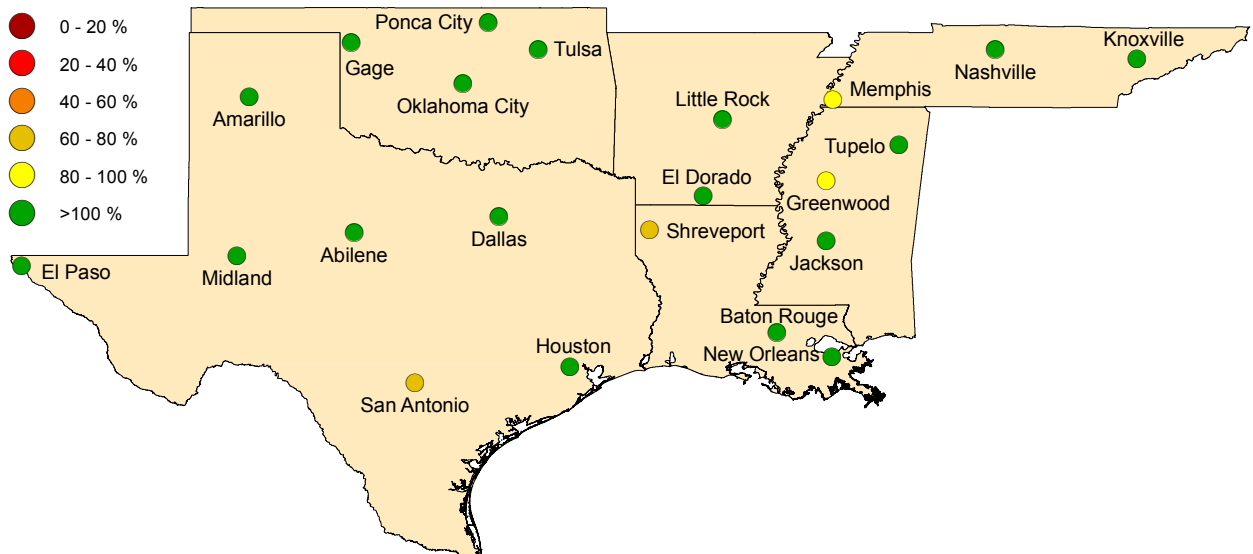 0 - 20 %
20 - 40 %
40 - 60 %
60 - 80 %
80 - 100 %
>100 %
Ponca City
Tulsa
Gage
Oklahoma City
Amarillo
Knoxville
Nashville
Memphis
Little Rock
Tupelo
El Dorado
Greenwood
Shreveport
Jackson
Dallas
Abilene
Midland
El Paso
Baton Rouge
New Orleans
Houston
San Antonio